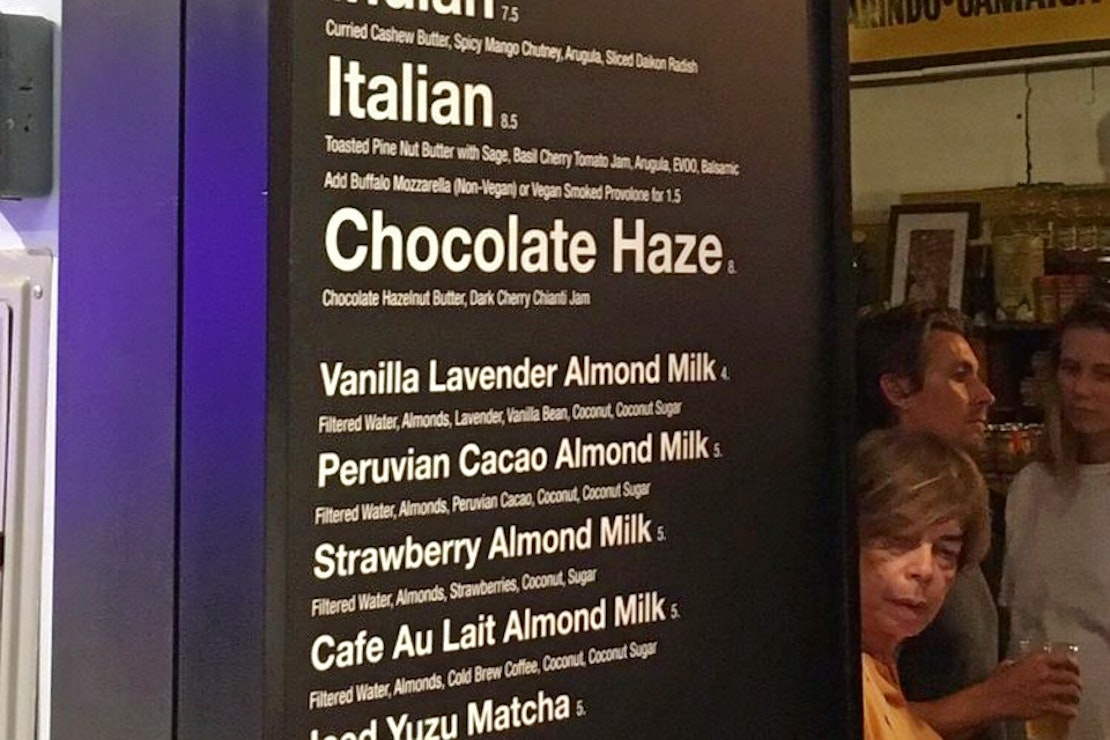 Indian 7.5
Curried Cashew Butter, Spicy Mango Chutney, Arugula, Sliced Daikon Radish
Italian 8.5
Toasted Pine Nut Butter with Sage, Basil Cherry Tomato Jam, Arugula, EVOO, Balsamic
Add Buffalo Mozzarella (Non-Vegan) or Vegan Smoked Provolone for 1.5
Chocolate Haze 8.
Chocolate Hazelnut Butter, Dark Cherry Chianti Jam
Vanilla Lavender Almond Milk 4.
Filtered Water, Almonds, Lavender, Vanilla Bean, Coconut, Coconut Sugar
Peruvian Cacao Almond Milk 5.
Filtered Water, Almonds, Peruvian Cacao, Coconut, Coconut Sugar
Strawberry Almond Milk 5.
Filtered Water, Almonds, Strawberries, Coconut, Sugar
Cafe Au Lait Almond Milk 5.
Filtered Water, Almonds, Cold Brew Coffee, Coconut, Coconut Sugar
Iced Yuzu Matcha 5.